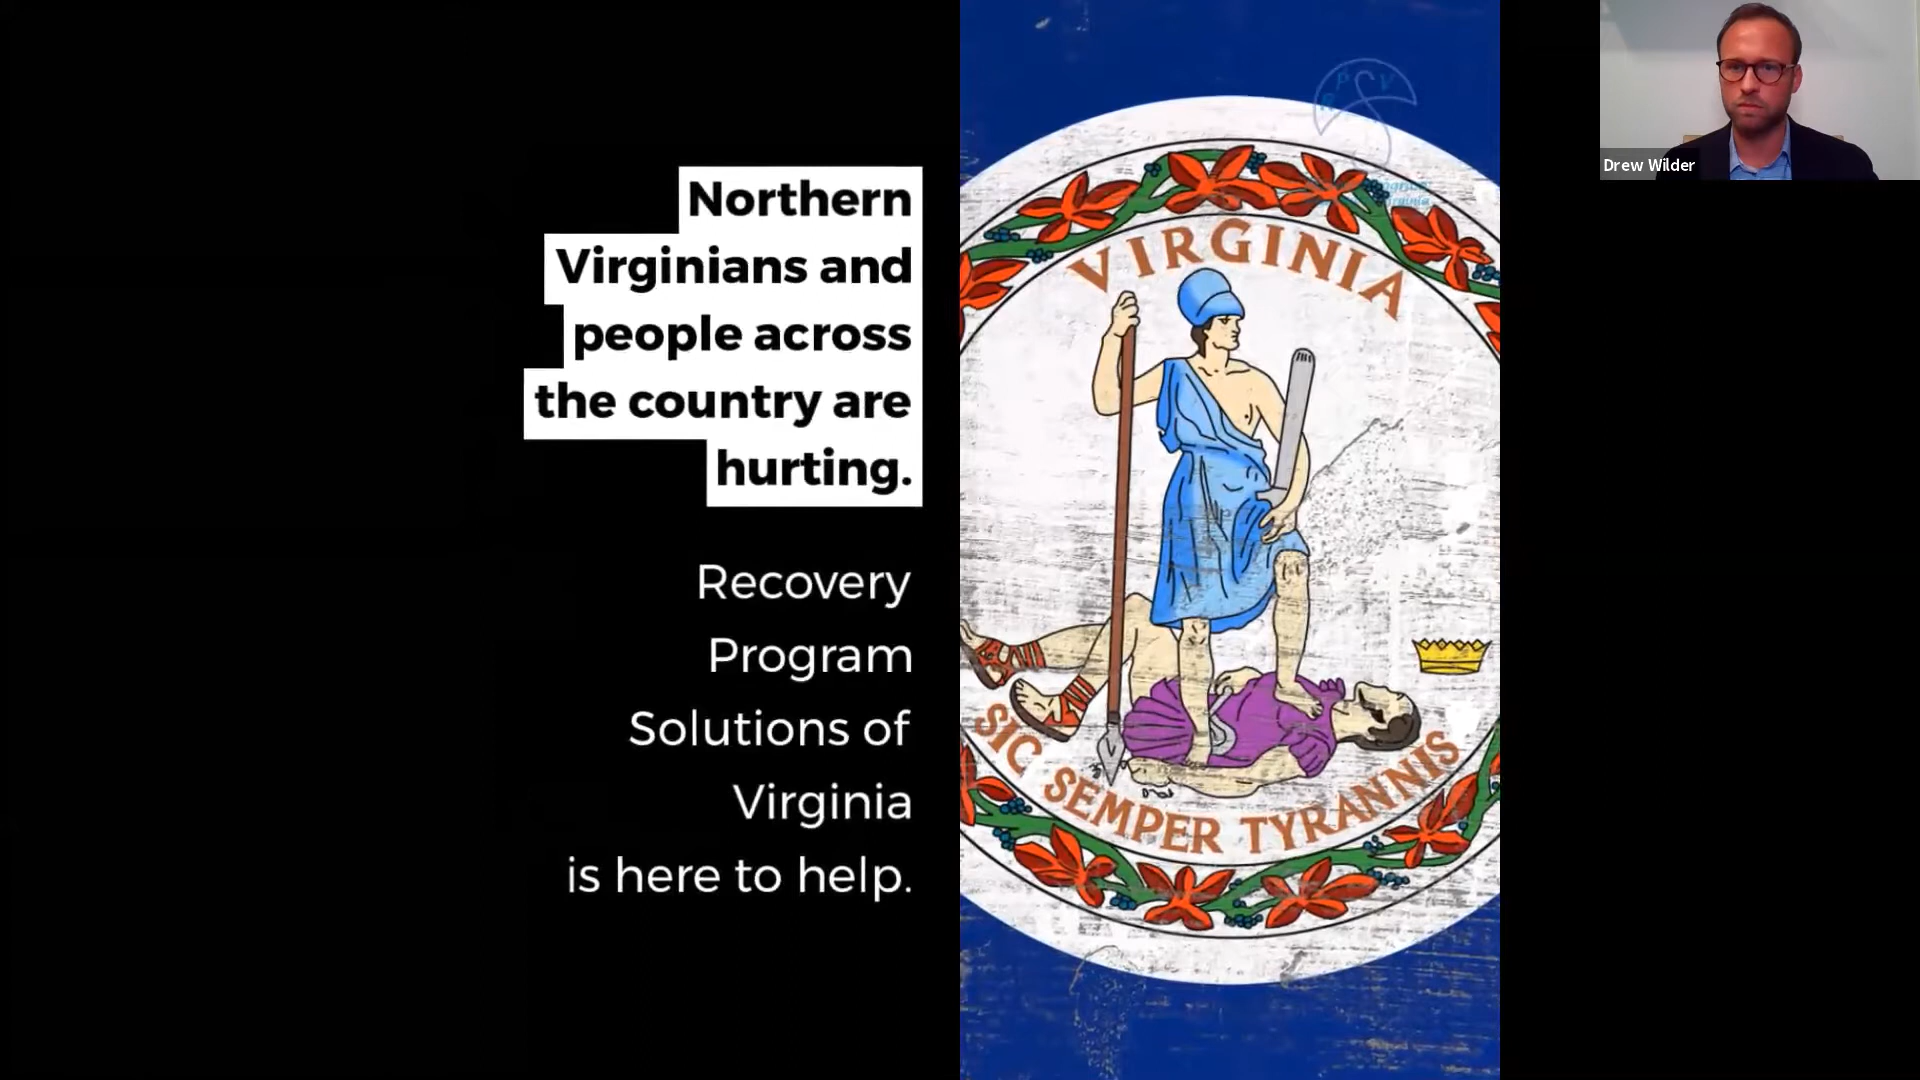 Northern
Virginians and
people across
the country are
hurting.
Recovery
Program
Solutions of
Virginia
is here to help.
VIRGINIA
SIC SEMPER TYRANNIS
Drew Wilder